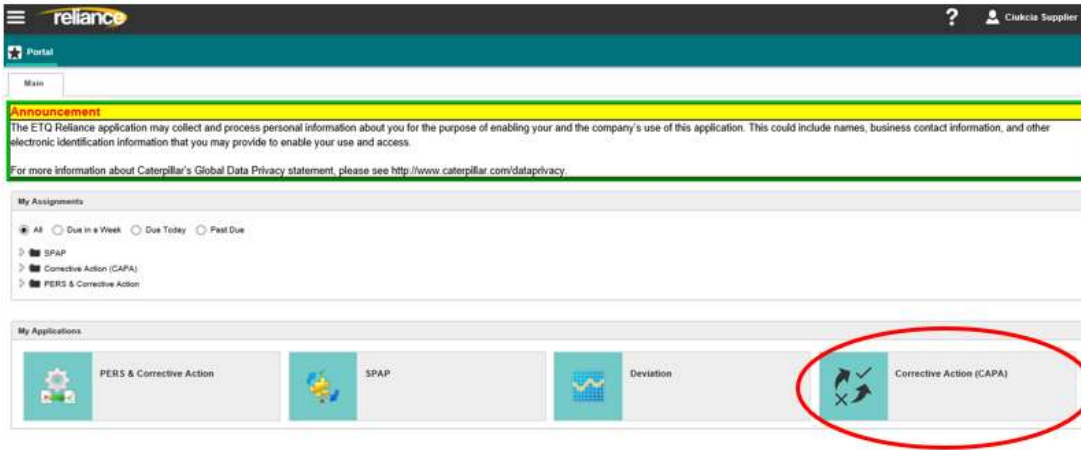 reliance
? Ciukcia Supplier
Portal
Main
Announcement
The ETQ Reliance application may collect and process personal information about you for the purpose of enabling your and the company's use of this application. This could include names, business contact information, and other
electronic identification information that you may provide to enable your use and access.
For more information about Caterpillar's Global Data Privacy statement, please see http://www.caterpillar.com/dataprivacy.
My Assignments
All Due in a Week Due Today Past Due
SPAP
Corrective Action (CAPA)
PERS & Corrective Action
My Applications
PERS & Corrective Action SPAP Deviation Corrective Action (CAPA)